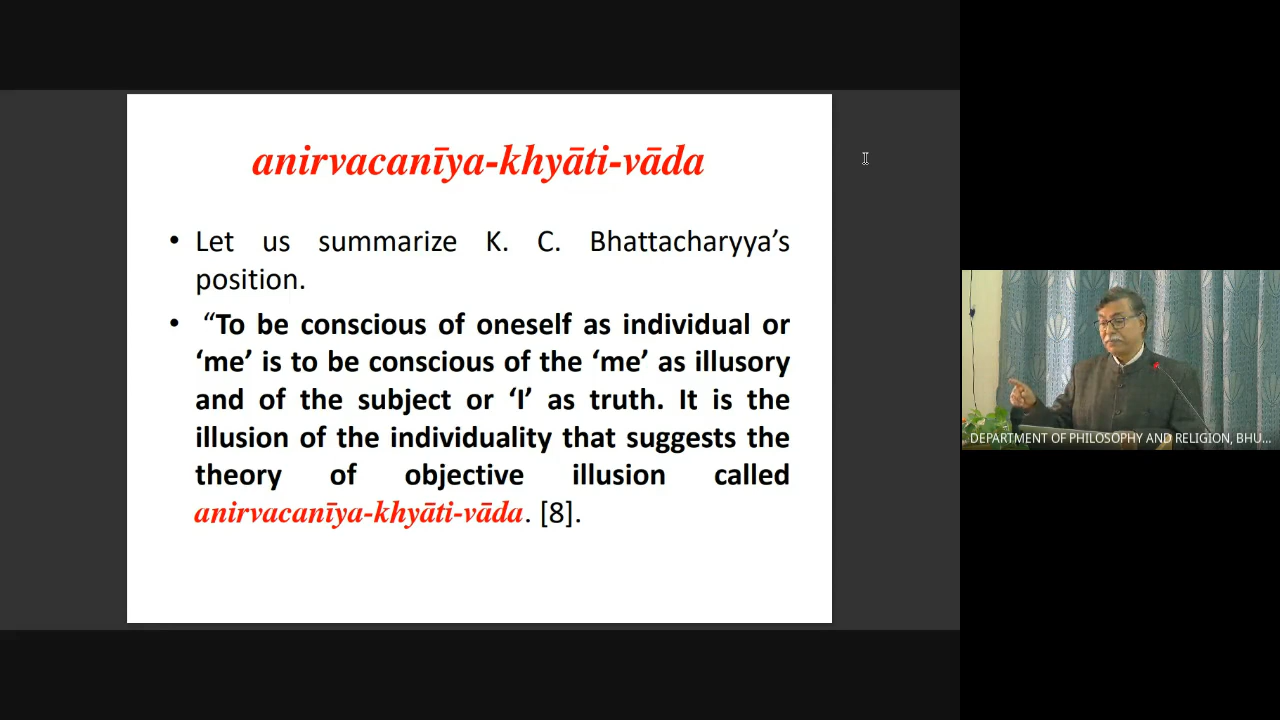 anirvacanīya-khyāti-vāda
• Let us summarize K. C. Bhattacharyya’s
position.
• “To be conscious of oneself as individual or
‘me’ is to be conscious of the ‘me’ as illusory
and of the subject or ‘I’ as truth. It is the
illusion of the individuality that suggests the
theory of objective illusion called
anirvacanīya-khyāti-vāda. [8].
DEPARTMENT OF PHILOSOPHY AND RELIGION, BHU...